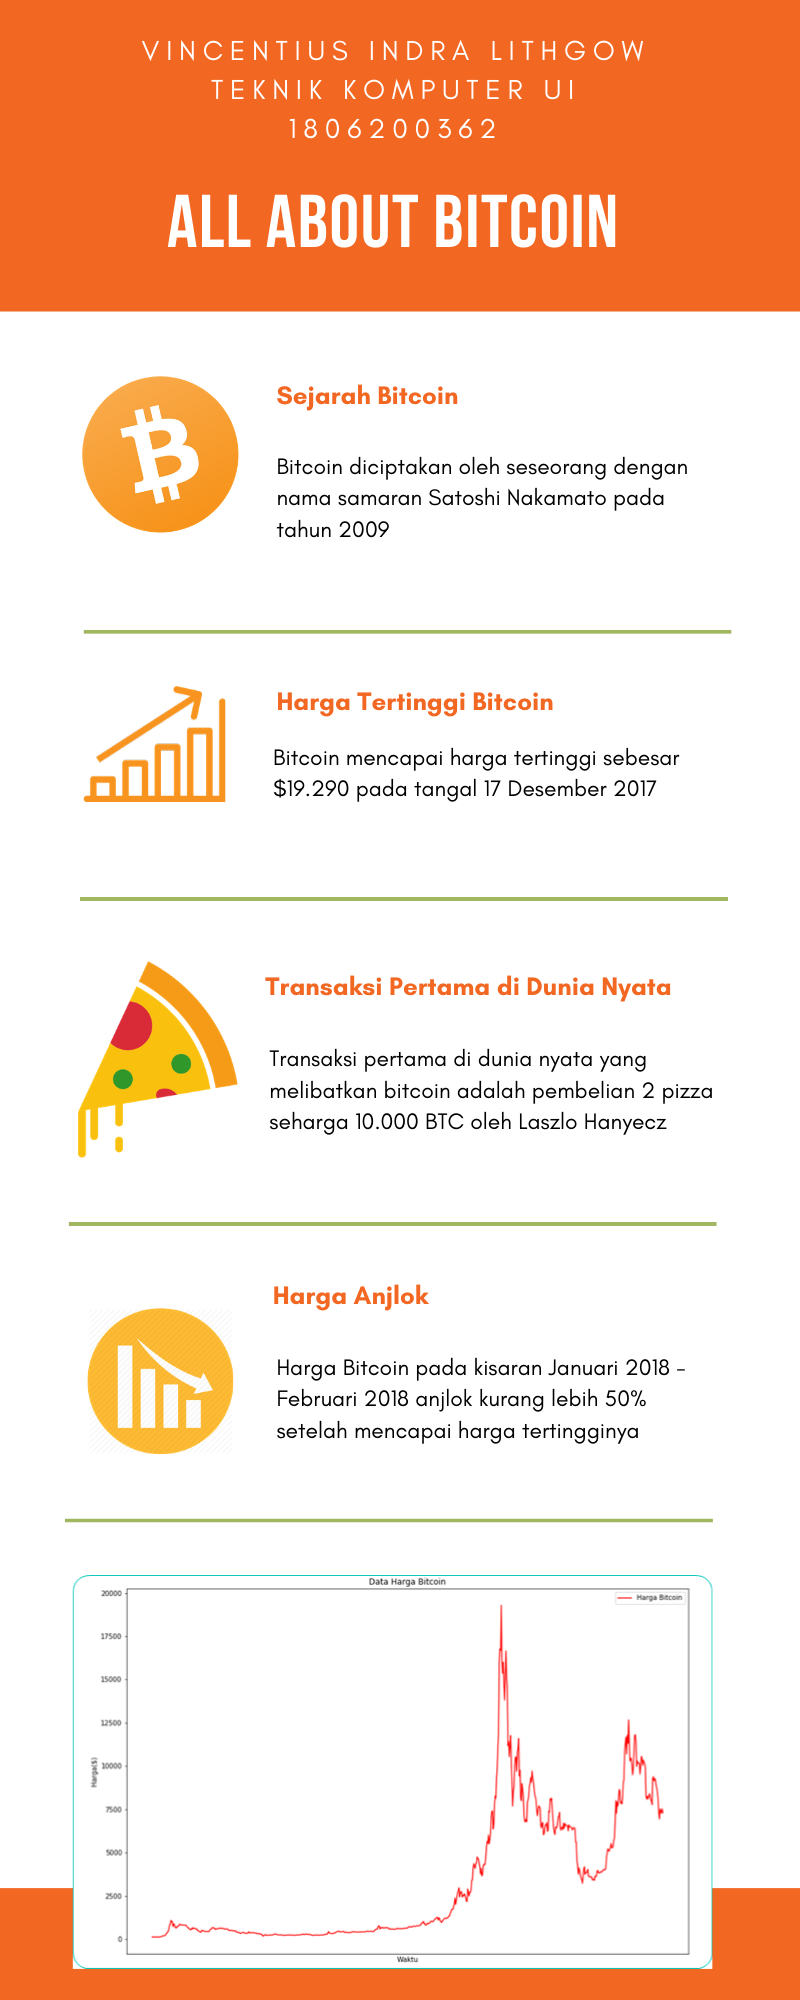 VINCENTIUS INDRA LITHGOW
TEKNIK KOMPUTER UI
1806200362
ALL ABOUT BITCOIN
Sejarah Bitcoin
Bitcoin diciptakan oleh seseorang dengan
nama samaran Satoshi Nakamato pada
tahun 2009
Harga Tertinggi Bitcoin
Bitcoin mencapai harga tertinggi sebesar
$19.290 pada tangal 17 Desember 2017
Transaksi Pertama di Dunia Nyata
Transaksi pertama di dunia nyata yang
melibatkan bitcoin adalah pembelian 2 pizza
seharga 10.000 BTC oleh Laszlo Hanyecz
Harga Anjlok
Harga Bitcoin pada kisaran Januari 2018 -
Februari 2018 anjlok kurang lebih 50%
setelah mencapai harga tertingginya
Data Harga Bitcoin
Harga Bitcoin
20000
17500
15000
12500
10000
7500
5000
2500
0
Harga($)
Waktu